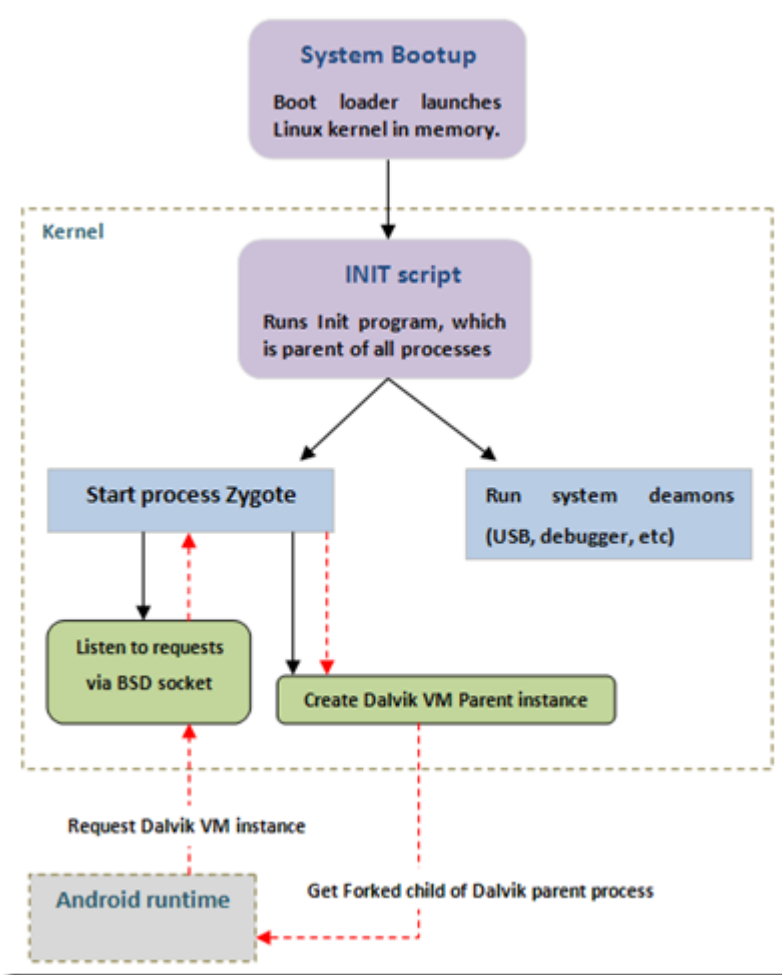 System Bootup
Boot loader launches
Linux kernel in memory.
Kernel
INIT script
Runs Init program, which
is parent of all processes
Start process Zygote
Run system deamons
(USB, debugger, etc)
Listen to requests
via BSD socket
Create Dalvik VM Parent instance
Request Dalvik VM instance
Android runtime
Get Forked child of Dalvik parent process